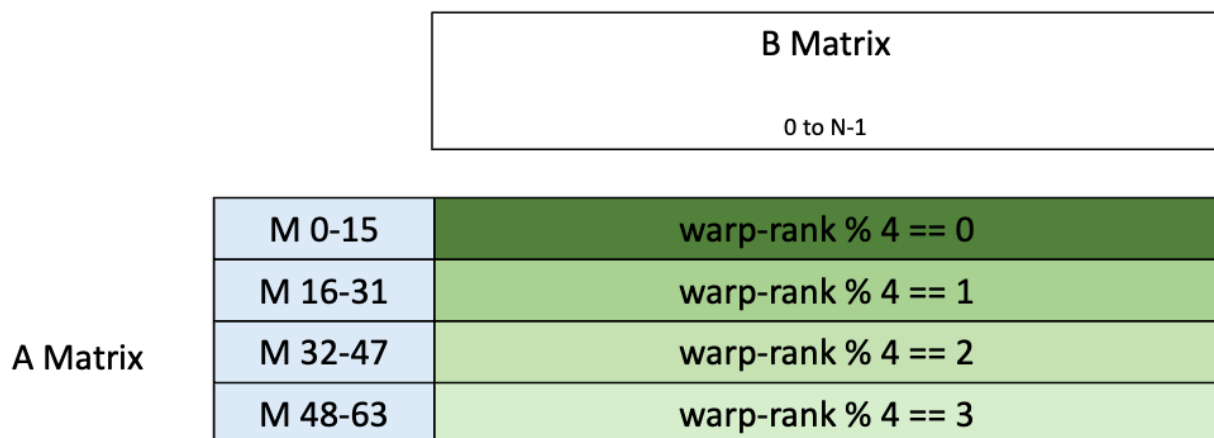 B Matrix
0 to N-1
M 0-15 warp-rank % 4 == 0
M 16-31 warp-rank % 4 == 1
A Matrix
M 32-47 warp-rank % 4 == 2
M 48-63 warp-rank % 4 == 3